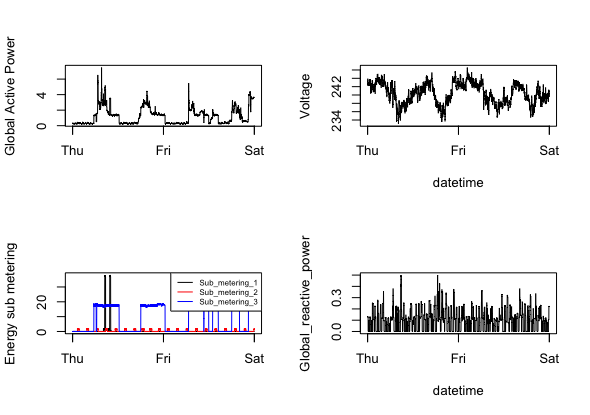 Global Active Power
4
0
Thu Fri Sat
Voltage
242
234
Thu Fri Sat
datetime
Energy sub metering
20
0
Sub_metering_1
Sub_metering_2
Sub_metering_3
Thu Fri Sat
Global_reactive_power
0.3
0.0
Thu Fri Sat
datetime